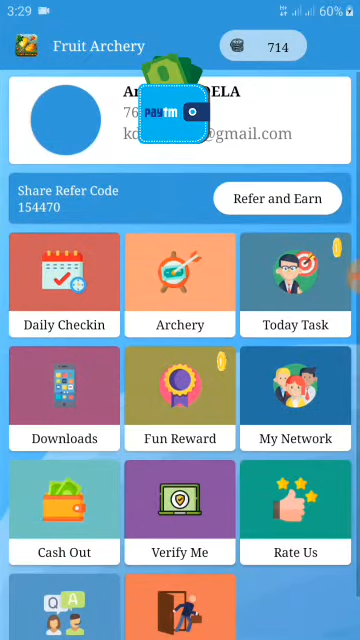 3:29 60%
Fruit Archery 714
ELA
76
paytm
@gmail.com
Share Refer Code
154470
Refer and Earn
Daily Checkin Archery Today Task
Downloads Fun Reward My Network
Cash Out Verify Me Rate Us
Q A